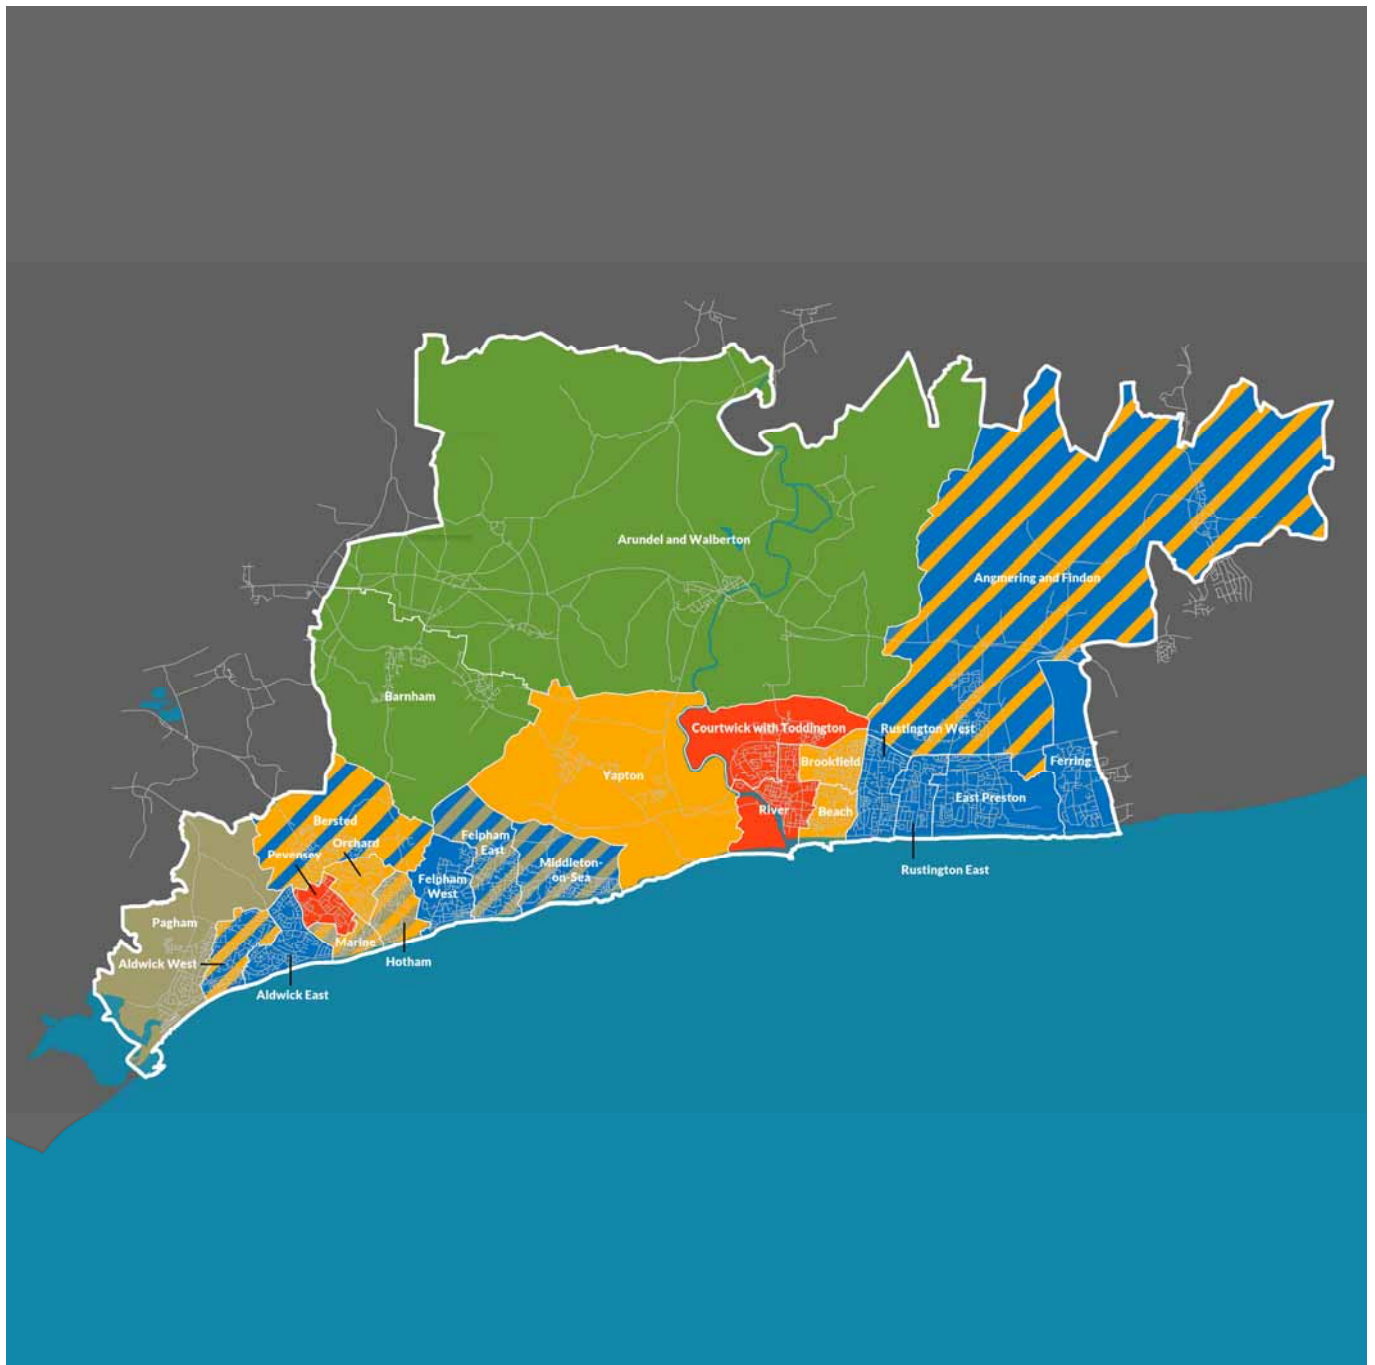 Arundel and Walberton
Angmering and Findon
Barnham
Courtwick with Toddington
Rustington West
Brookfield
Ferring
Yapton
East Preston
River
Beach
Bersted
Orchard
Pevensey
Felpham
East
Middleton-
on-Sea
Rustington East
Felpham
West
Pagham
Marine
Aldwick West
Hotham
Aldwick East